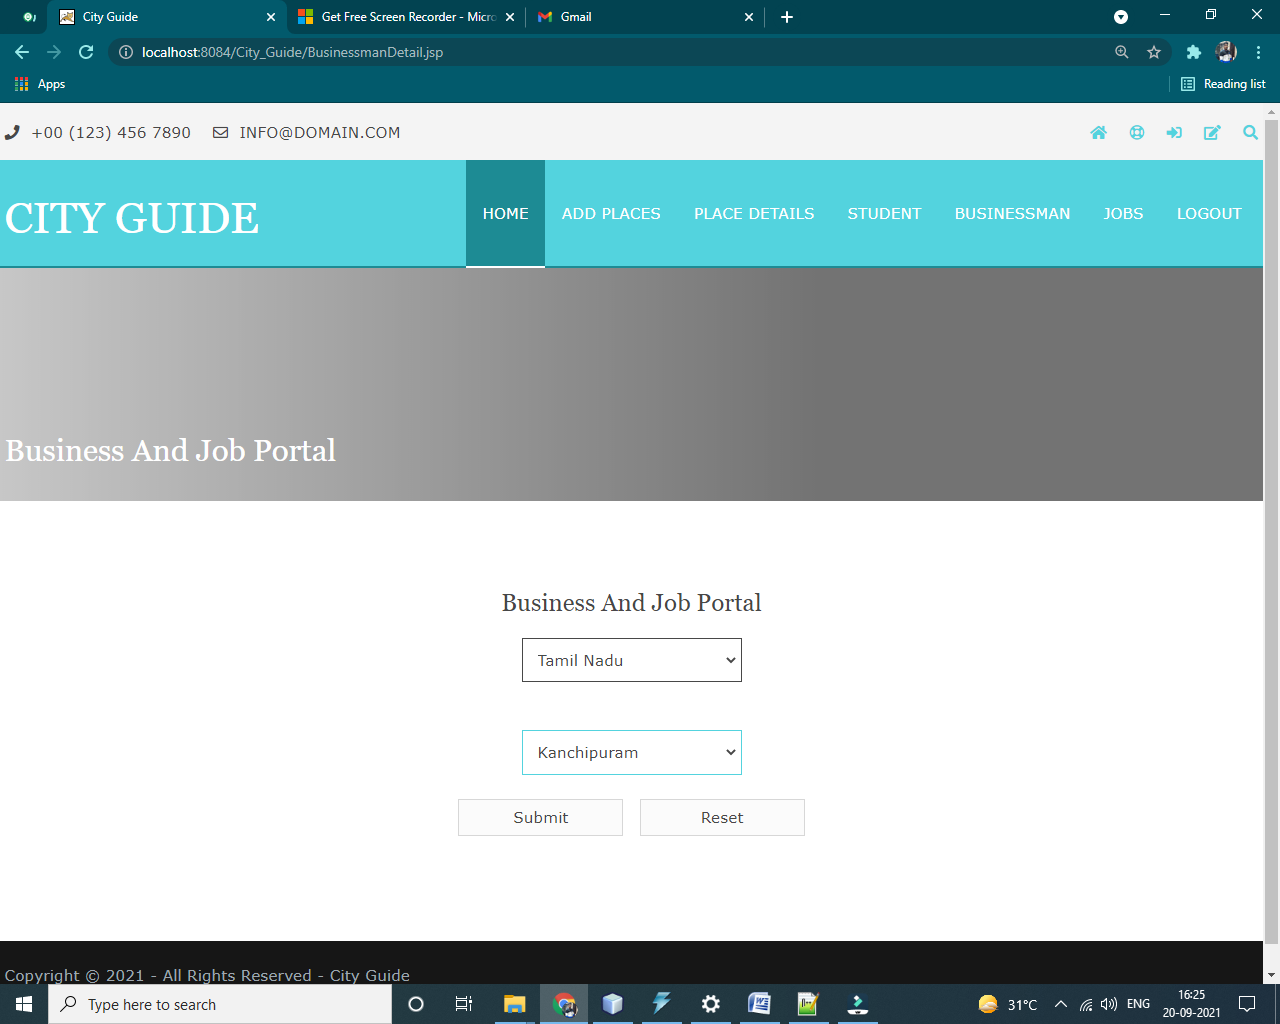 City Guide
Get Free Screen Recorder - Micro
Gmail
localhost:8084/City_Guide/BusinessmanDetail.jsp
Apps
Reading list
+00 (123) 456 7890 INFO@DOMAIN.COM
CITY GUIDE
HOME ADD PLACES PLACE DETAILS STUDENT BUSINESSMAN JOBS LOGOUT
Business And Job Portal
Business And Job Portal
Tamil Nadu
Kanchipuram
Submit Reset
Copyright © 2021 - All Rights Reserved - City Guide
Type here to search
31°C
ENG
16:25
20-09-2021